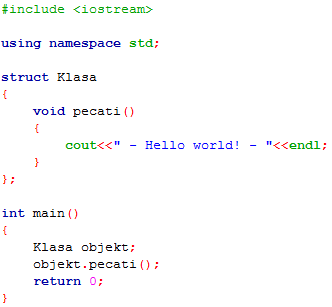 #include <iostream>
using namespace std;
struct Klasa
{
    void pecati()
    {
        cout<<" - Hello world! - "<<endl;
    }
};
int main()
{
    Klasa objekt;
    objekt.pecati();
    return 0;
}